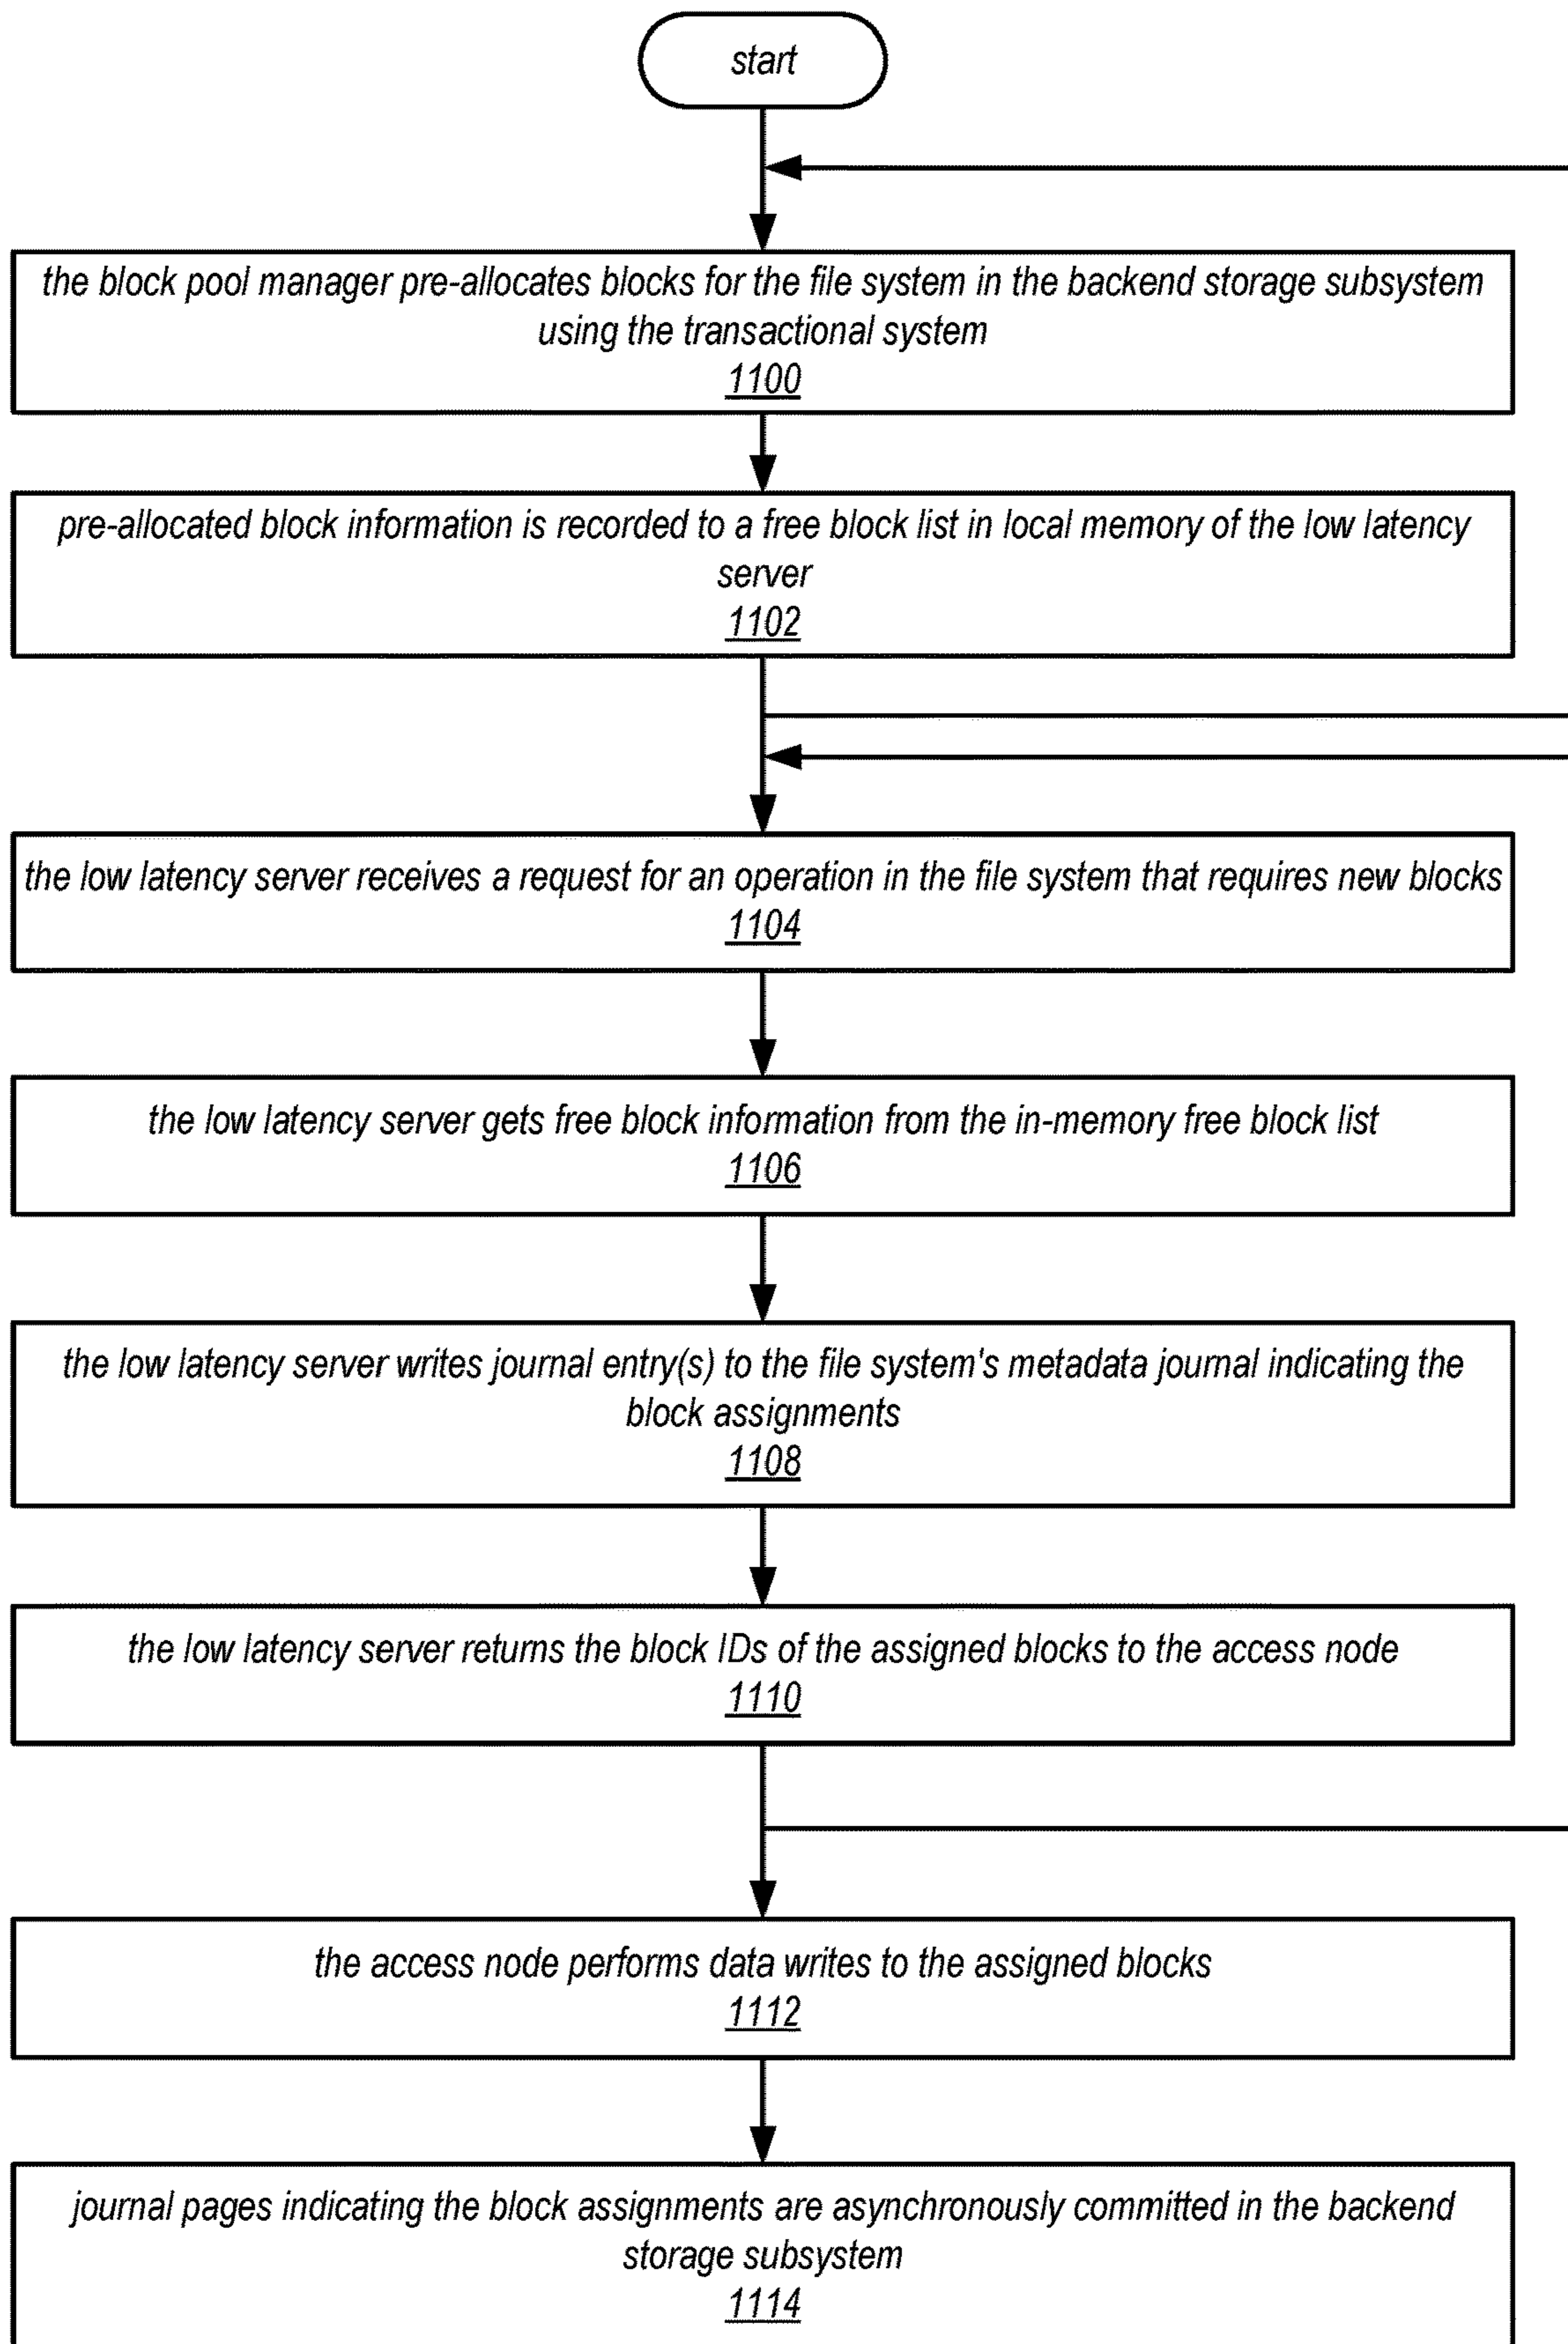 start
the block pool manager pre-allocates blocks for the file system in the backend storage subsystem
using the transactional system
1100
pre-allocated block information is recorded to a free block list in local memory of the low latency
server
1102
the low latency server receives a request for an operation in the file system that requires new blocks
1104
the low latency server gets free block information from the in-memory free block list
1106
the low latency server writes journal entry(s) to the file system's metadata journal indicating the
block assignments
1108
the low latency server returns the block IDs of the assigned blocks to the access node
1110
the access node performs data writes to the assigned blocks
1112
journal pages indicating the block assignments are asynchronously committed in the backend
storage subsystem
1114